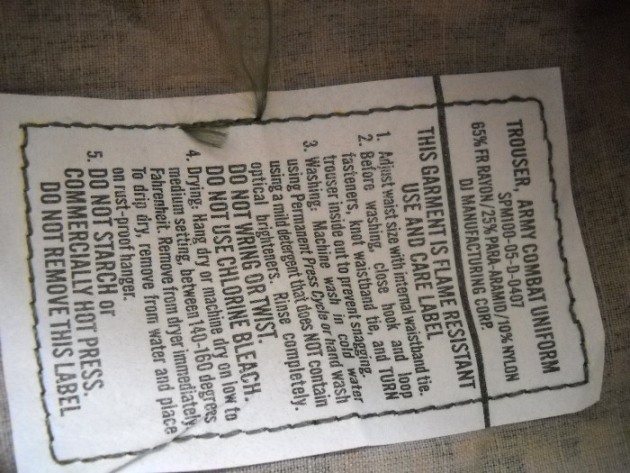 TROUSER, ARMY COMBAT UNIFORM
SPM100-05-D-0407
65% FR RAYON/25% PARA-ARAMID/10% NYLON
DJ MANUFACTURING CORP.
THIS GARMENT IS FLAME RESISTANT
USE AND CARE LABEL
1. Adjust waist size with internal waistband tie.
2. Before washing, close hook and loop
fasteners, knot waistband tie, and TURN
trouser inside out to prevent snagging.
3. Washing: Machine wash in cold water
using Permanent Press Cycle or hand wash
using a mild detergent that does NOT contain
optical brighteners. Rinse completely.
DO NOT WRING OR TWIST.
DO NOT USE CHLORINE BLEACH.
4. Drying: Hang dry or machine dry on low to
medium setting, between 140-160 degrees
Fahrenheit. Remove from dryer immediately.
To drip dry, remove from water and place
on rust-proof hanger.
5. DO NOT STARCH or
COMMERCIALLY HOT PRESS.
DO NOT REMOVE THIS LABEL